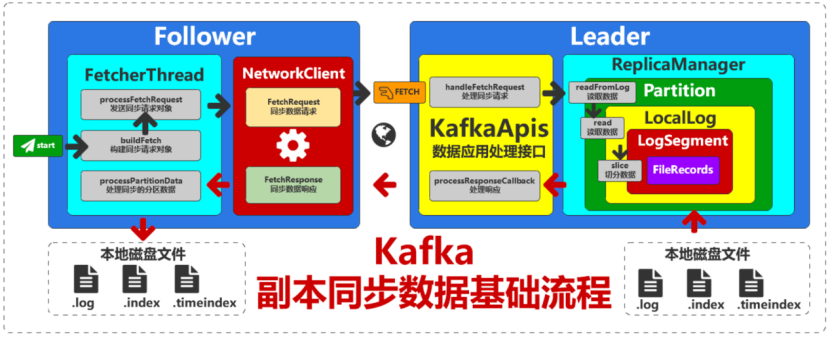 Follower
FetcherThread
processFetchRequest
发送同步请求对象
start
buildFetch
构建同步请求对象
processPartitionData
处理同步的分区数据
NetworkClient
FetchRequest
同步数据请求
FetchResponse
同步数据响应
FETCH
Leader
KafkaApis
数据应用处理接口
handleFetchRequest
处理同步请求
processResponseCallback
处理响应
ReplicaManager
Partition
readFromLog
读取数据
LocalLog
read
读取数据
LogSegment
slice
切分数据
FileRecords
本地磁盘文件
.log
.index
.timeindex
Kafka
副本同步数据基础流程
本地磁盘文件
.log
.index
.timeindex